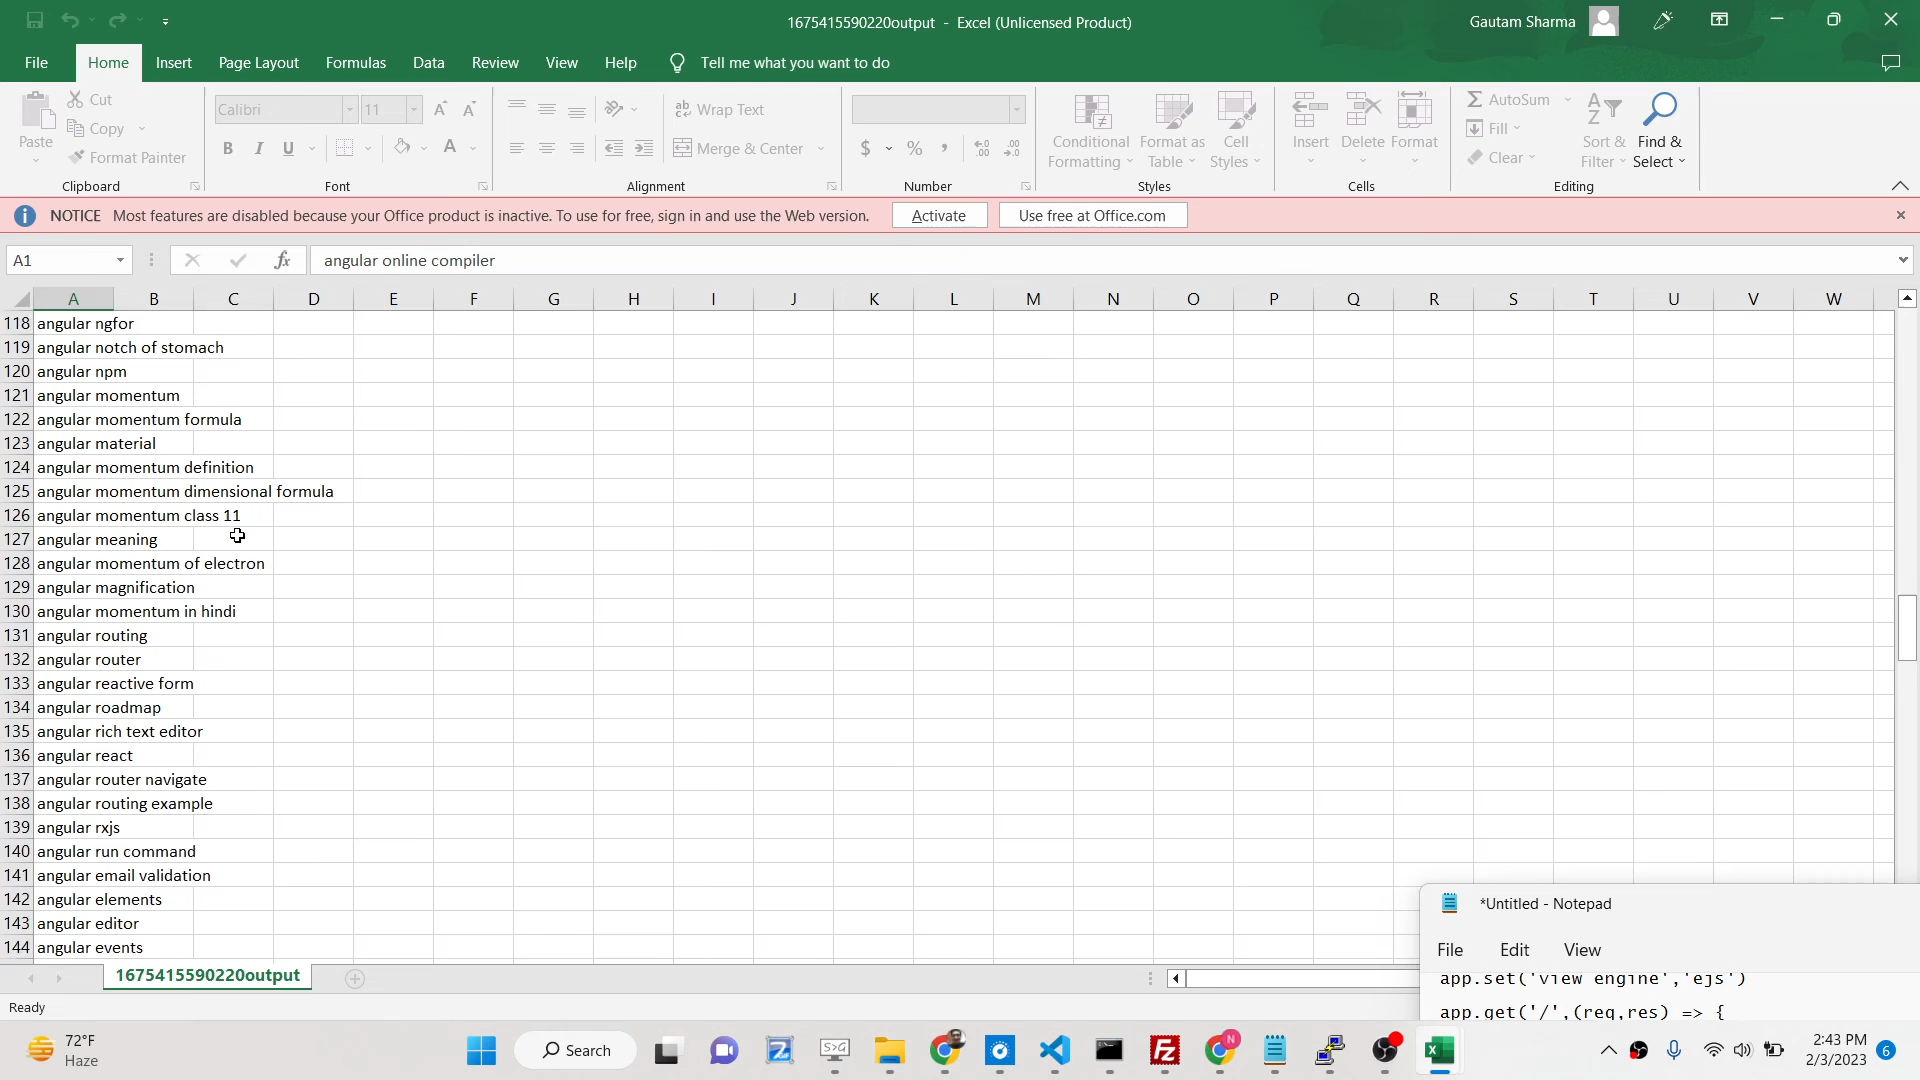 1675415590220output - Excel (Unlicensed Product)
Gautam Sharma
File Home Insert Page Layout Formulas Data Review View Help Tell me what you want to do
Paste
Cut
Copy
Format Painter
Clipboard
Calibri 11
B I U
Font
Wrap Text
Merge & Center
Alignment
$ % ,
Number
Conditional Formatting
Format as Table
Cell Styles
Styles
Insert Delete Format
Cells
AutoSum
Fill
Clear
Sort & Filter
Find & Select
Editing
NOTICE Most features are disabled because your Office product is inactive. To use for free, sign in and use the Web version. Activate Use free at Office.com
A1 fx angular online compiler
A B C D E F G H I J K L M N O P Q R S T U V W
118 angular ngfor
119 angular notch of stomach
120 angular npm
121 angular momentum
122 angular momentum formula
123 angular material
124 angular momentum definition
125 angular momentum dimensional formula
126 angular momentum class 11
127 angular meaning
128 angular momentum of electron
129 angular magnification
130 angular momentum in hindi
131 angular routing
132 angular router
133 angular reactive form
134 angular roadmap
135 angular rich text editor
136 angular react
137 angular router navigate
138 angular routing example
139 angular rxjs
140 angular run command
141 angular email validation
142 angular elements
143 angular editor
144 angular events
1675415590220output
Ready
*Untitled - Notepad
File Edit View
app.set('view engine','ejs')
app.get('/',(req,res) => {
72°F
Haze
Search
2:43 PM
2/3/2023
6